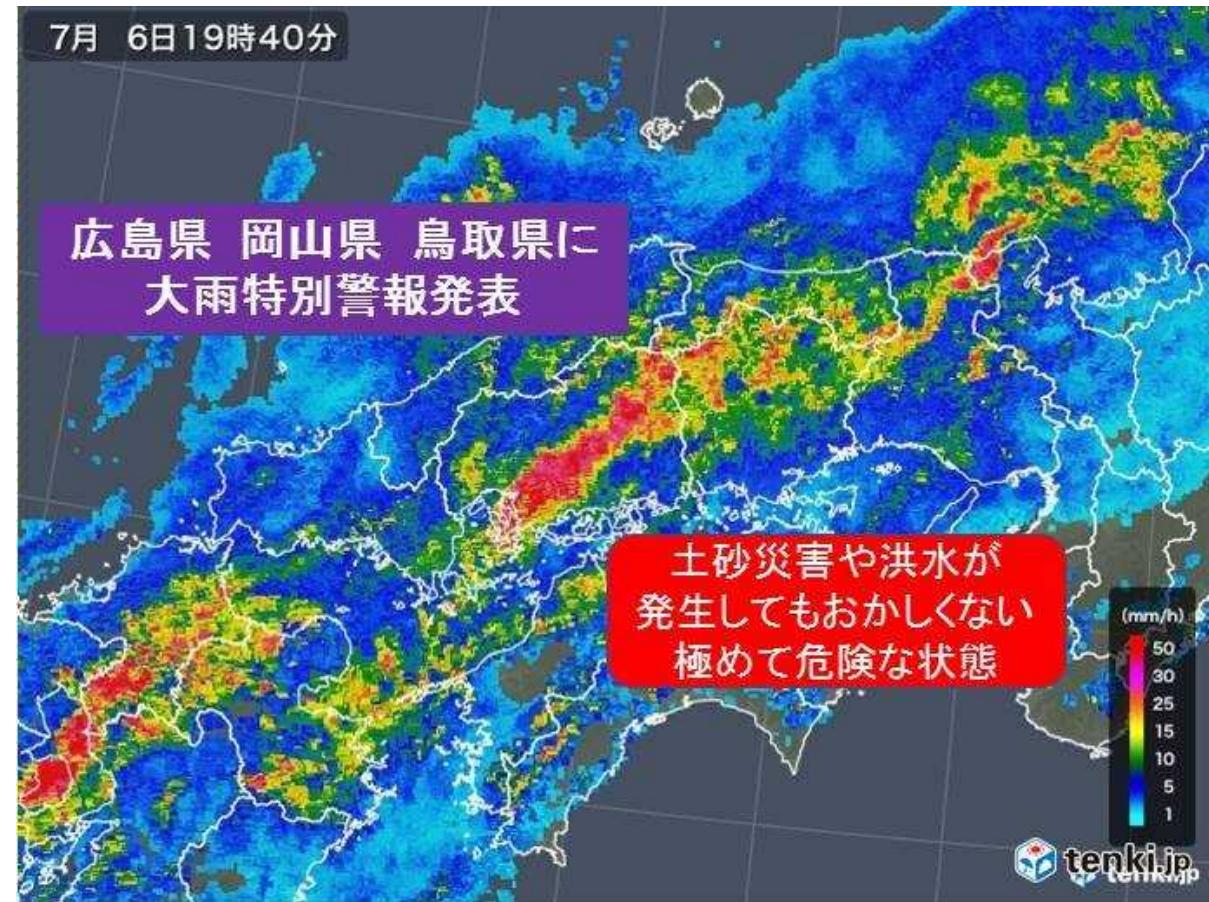 7月 6日19時40分
広島県 岡山県 鳥取県に
大雨特別警報発表
土砂災害や洪水が
発生してもおかしくない
極めて危険な状態
(mm/h)
50
30
25
15
10
5
1
tenki.jp
tenki.jp